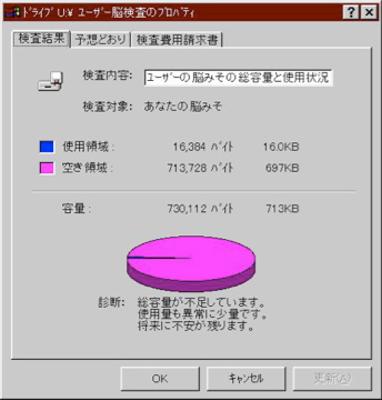 ドライブ U:¥ ユーザー脳検査のプロパティ
検査結果 予想どおり 検査費用請求書
検査内容: ユーザーの脳みその総容量と使用状況
検査対象: あなたの脳みそ
使用領域: 16,384 バイト 16.0KB
空き領域: 713,728 バイト 697KB
容量: 730,112 バイト 713KB
診断: 総容量が不足しています。
使用量も異常に少量です。
将来に不安が残ります。
OK キャンセル 更新(A)